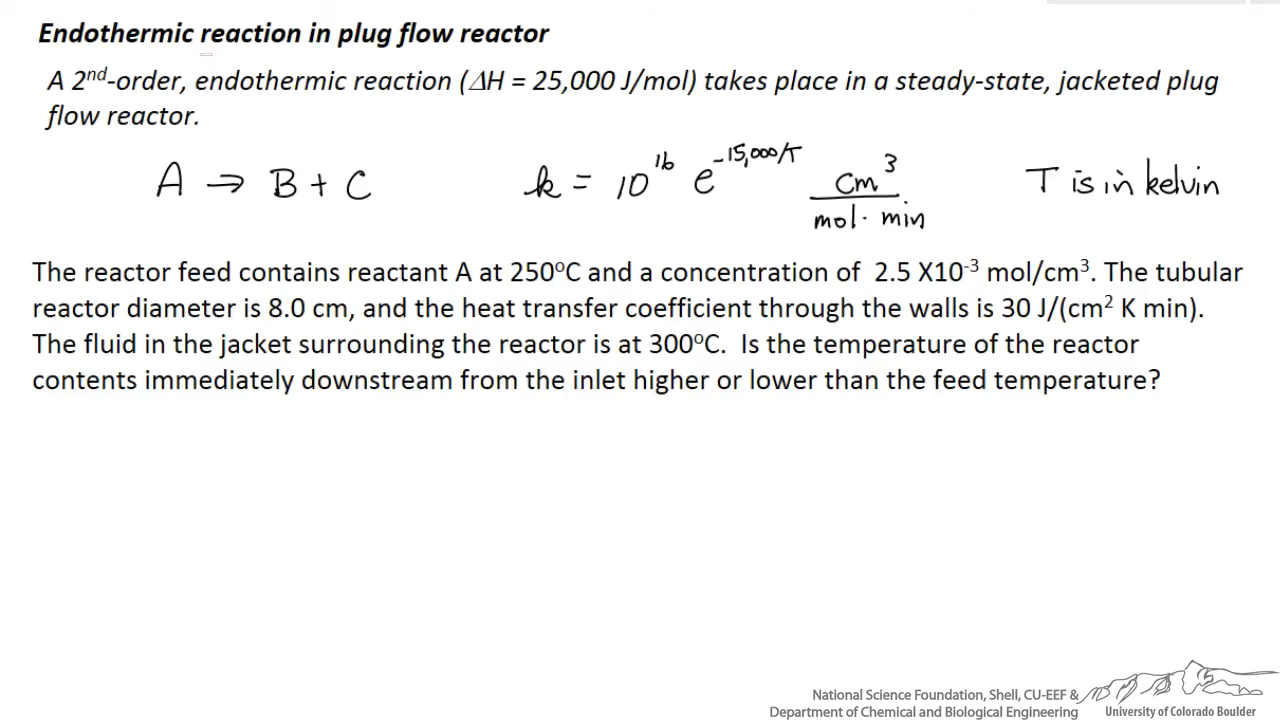 Endothermic reaction in plug flow reactor
A 2nd-order, endothermic reaction (ΔH = 25,000 J/mol) takes place in a steady-state, jacketed plug
flow reactor.
A → B + C k = 10^16 e^-15,000/T cm^3/mol·min T is in kelvin
The reactor feed contains reactant A at 250°C and a concentration of 2.5 X10^-3 mol/cm^3. The tubular
reactor diameter is 8.0 cm, and the heat transfer coefficient through the walls is 30 J/(cm^2 K min).
The fluid in the jacket surrounding the reactor is at 300°C. Is the temperature of the reactor
contents immediately downstream from the inlet higher or lower than the feed temperature?
National Science Foundation, Shell, CU-EEF &
Department of Chemical and Biological Engineering University of Colorado Boulder